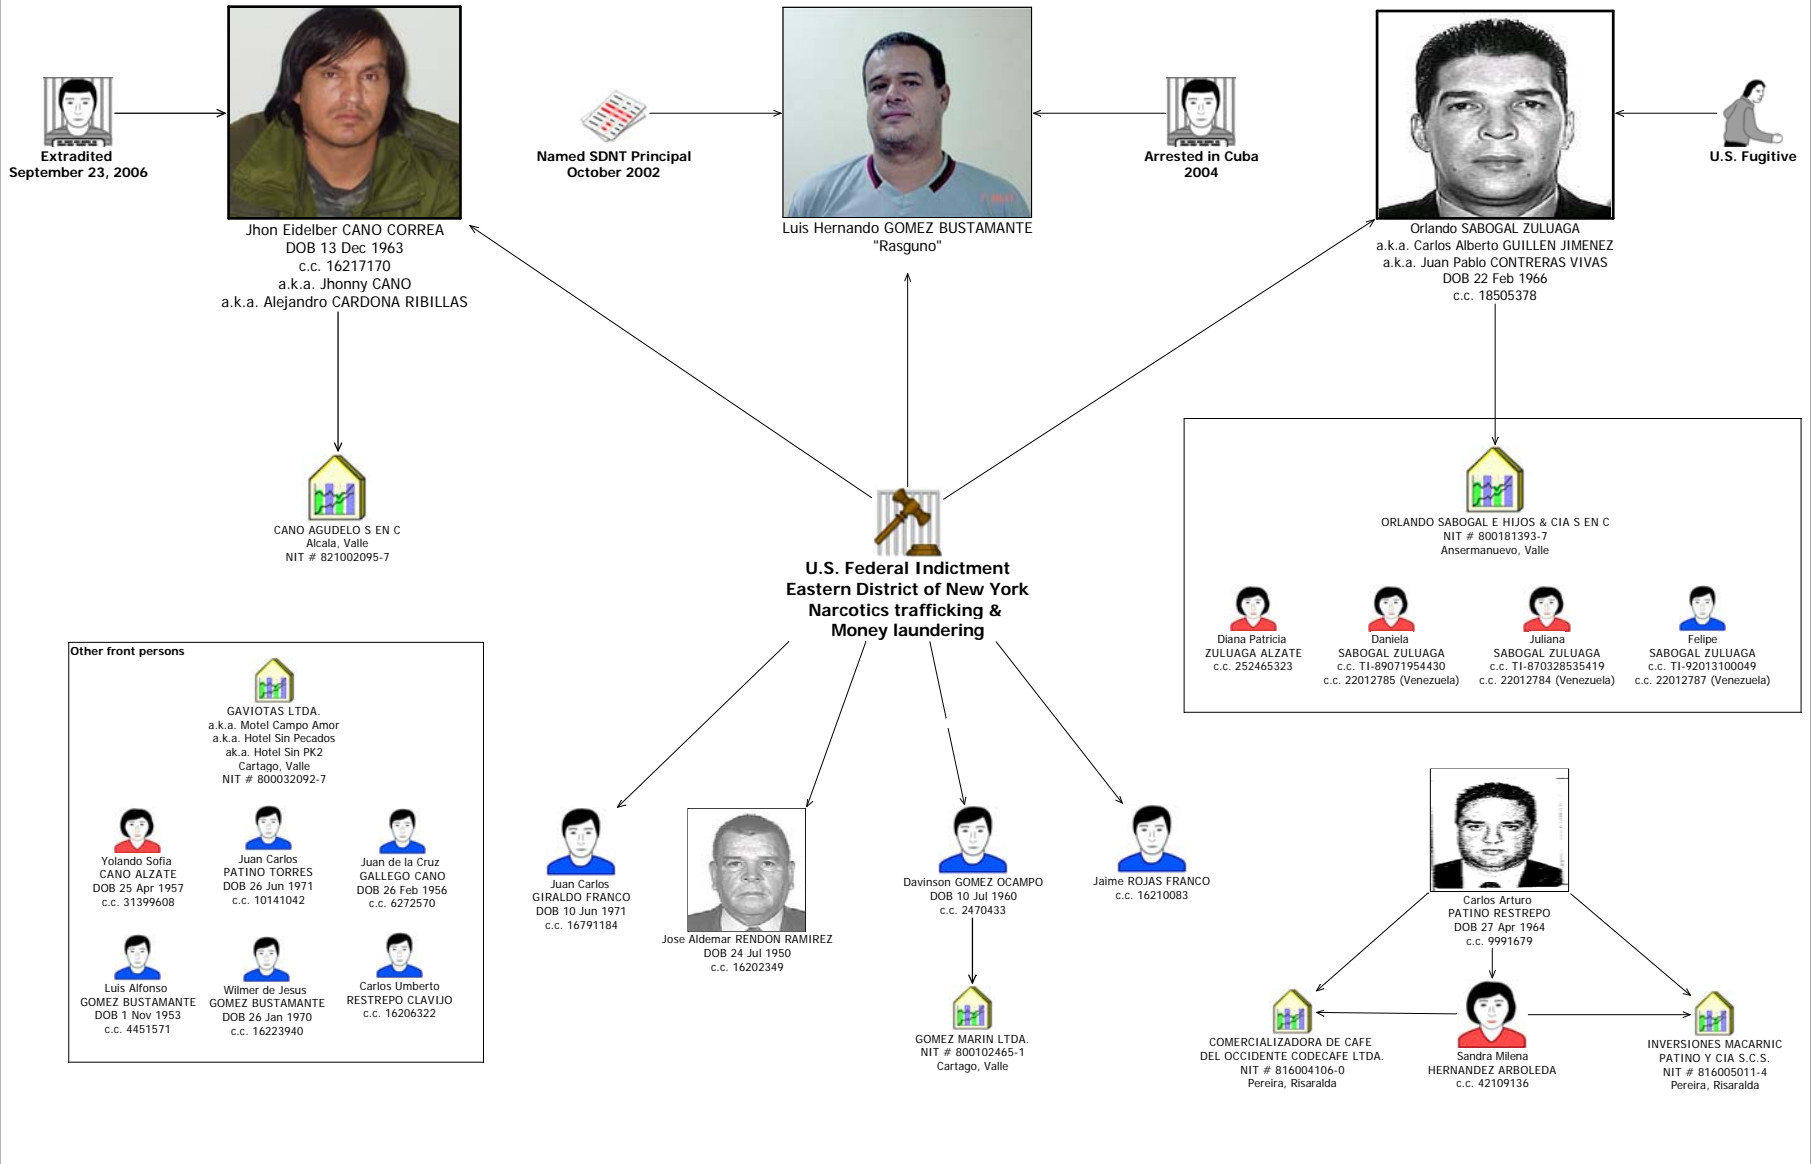 Extradited
September 23, 2006
Named SDNT Principal
October 2002
Arrested in Cuba
2004
U.S. Fugitive
Jhon Eidelber CANO CORREA
DOB 13 Dec 1963
c.c. 16217170
a.k.a. Jhonny CANO
a.k.a. Alejandro CARDONA RIBILLAS
Luis Hernando GOMEZ BUSTAMANTE
"Rasguno"
Orlando SABOGAL ZULUAGA
a.k.a. Carlos Alberto GUILLEN JIMENEZ
a.k.a. Juan Pablo CONTRERAS VIVAS
DOB 22 Feb 1966
c.c. 18505378
CANO AGUDELO S EN C
Alcala, Valle
NIT # 821002095-7
U.S. Federal Indictment
Eastern District of New York
Narcotics trafficking &
Money laundering
ORLANDO SABOGAL E HIJOS & CIA S EN C
NIT # 800181393-7
Ansermanuevo, Valle
Diana Patricia
ZULUAGA ALZATE
c.c. 252465323
Daniela
SABOGAL ZULUAGA
c.c. TI-89071954430
c.c. 22012785 (Venezuela)
Juliana
SABOGAL ZULUAGA
c.c. TI-870328535419
c.c. 22012784 (Venezuela)
Felipe
SABOGAL ZULUAGA
c.c. TI-92013100049
c.c. 22012787 (Venezuela)
Other front persons
GAVIOTAS LTDA.
a.k.a. Motel Campo Amor
a.k.a. Hotel Sin Pecados
ak.a. Hotel Sin PK2
Cartago, Valle
NIT # 800032092-7
Yolando Sofia
CANO ALZATE
DOB 25 Apr 1957
c.c. 31399608
Juan Carlos
PATINO TORRES
DOB 26 Jun 1971
c.c. 10141042
Juan de la Cruz
GALLEGO CANO
DOB 26 Feb 1956
c.c. 6272570
Luis Alfonso
GOMEZ BUSTAMANTE
DOB 1 Nov 1953
c.c. 4451571
Wilmer de Jesus
GOMEZ BUSTAMANTE
DOB 26 Jan 1970
c.c. 16223940
Carlos Umberto
RESTREPO CLAVIJO
c.c. 16206322
Juan Carlos
GIRALDO FRANCO
DOB 10 Jun 1971
c.c. 16791184
Jose Aldemar RENDON RAMIREZ
DOB 24 Jul 1950
c.c. 16202349
Davinson GOMEZ OCAMPO
DOB 10 Jul 1960
c.c. 2470433
Jaime ROJAS FRANCO
c.c. 16210083
GOMEZ MARIN LTDA.
NIT # 800102465-1
Cartago, Valle
Carlos Arturo
PATINO RESTREPO
DOB 27 Apr 1964
c.c. 9991679
COMERCIALIZADORA DE CAFE
DEL OCCIDENTE CODECAFE LTDA.
NIT # 816004106-0
Pereira, Risaralda
Sandra Milena
HERNANDEZ ARBOLEDA
c.c. 42109136
INVERSIONES MACARNIC
PATINO Y CIA S.C.S.
NIT # 816005011-4
Pereira, Risaralda